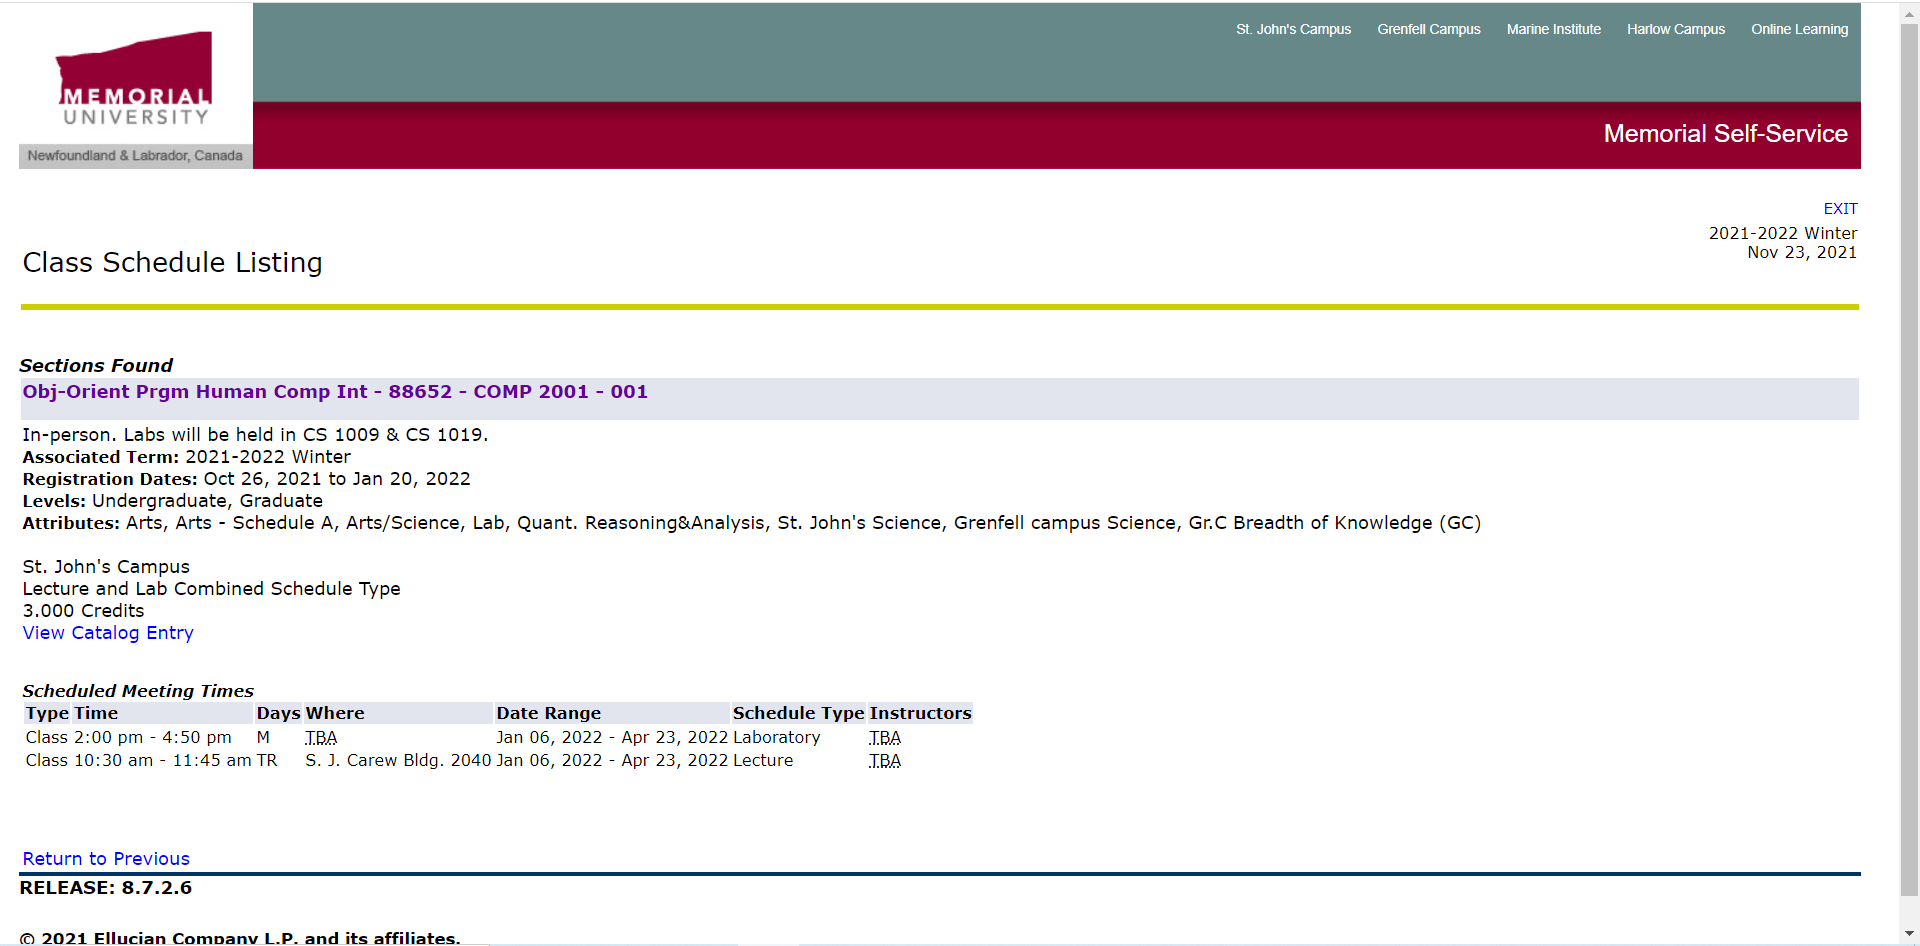 St. John's Campus Grenfell Campus Marine Institute Harlow Campus Online Learning
MEMORIAL
UNIVERSITY
Memorial Self-Service
Newfoundland & Labrador, Canada
EXIT
2021-2022 Winter
Nov 23, 2021
Class Schedule Listing
Sections Found
Obj-Orient Prgm Human Comp Int - 88652 - COMP 2001 - 001
In-person. Labs will be held in CS 1009 & CS 1019.
Associated Term: 2021-2022 Winter
Registration Dates: Oct 26, 2021 to Jan 20, 2022
Levels: Undergraduate, Graduate
Attributes: Arts, Arts - Schedule A, Arts/Science, Lab, Quant. Reasoning&Analysis, St. John's Science, Grenfell campus Science, Gr.C Breadth of Knowledge (GC)
St. John's Campus
Lecture and Lab Combined Schedule Type
3.000 Credits
View Catalog Entry
Scheduled Meeting Times
Type Time Days Where Date Range Schedule Type Instructors
Class 2:00 pm - 4:50 pm M TBA Jan 06, 2022 - Apr 23, 2022 Laboratory TBA
Class 10:30 am - 11:45 am TR S. J. Carew Bldg. 2040 Jan 06, 2022 - Apr 23, 2022 Lecture TBA
Return to Previous
RELEASE: 8.7.2.6
© 2021 Ellucian Company L.P. and its affiliates.